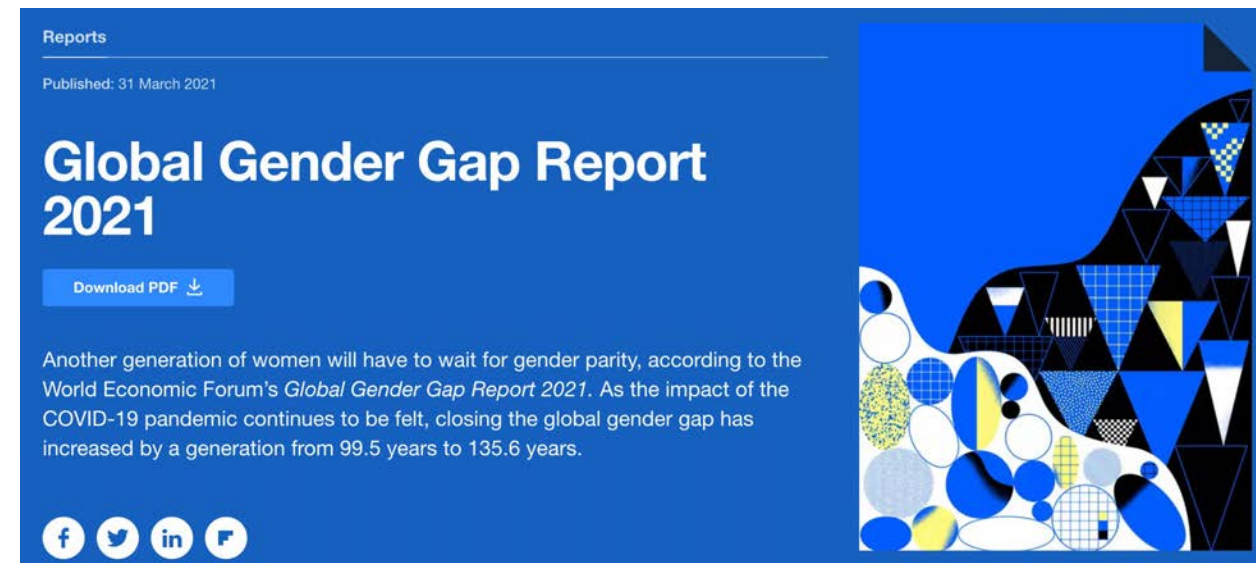 Reports
Published: 31 March 2021
Global Gender Gap Report
2021
Download PDF
Another generation of women will have to wait for gender parity, according to the
World Economic Forum's Global Gender Gap Report 2021. As the impact of the
COVID-19 pandemic continues to be felt, closing the global gender gap has
increased by a generation from 99.5 years to 135.6 years.